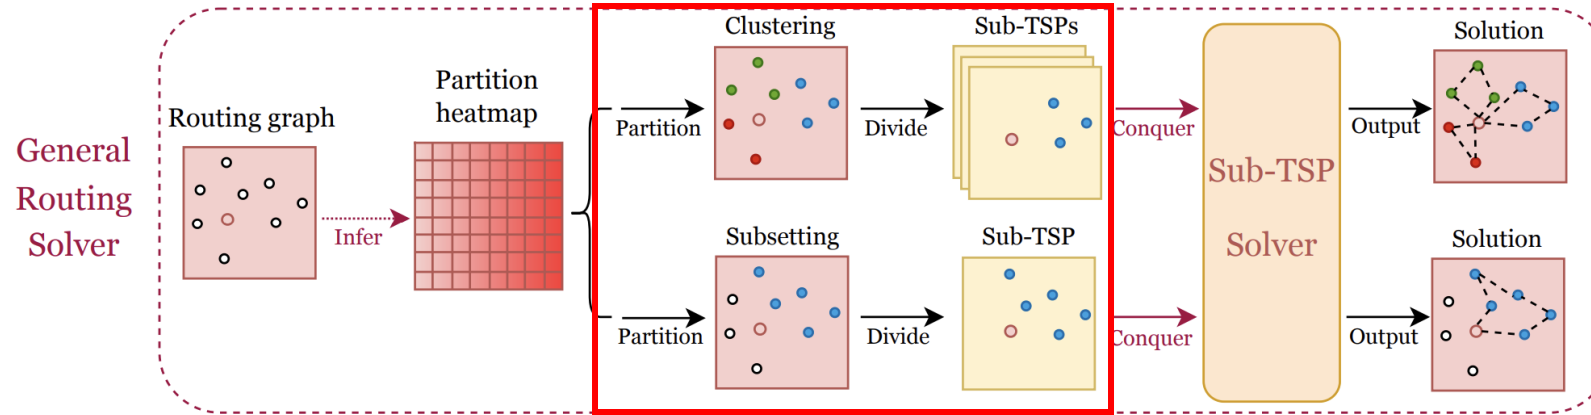 General
Routing
Solver
Routing graph
Infer
Partition
heatmap
Partition
Clustering
Divide
Sub-TSPs
Conquer
Partition
Subsetting
Divide
Sub-TSP
Conquer
Sub-TSP
Solver
Output
Solution
Output
Solution